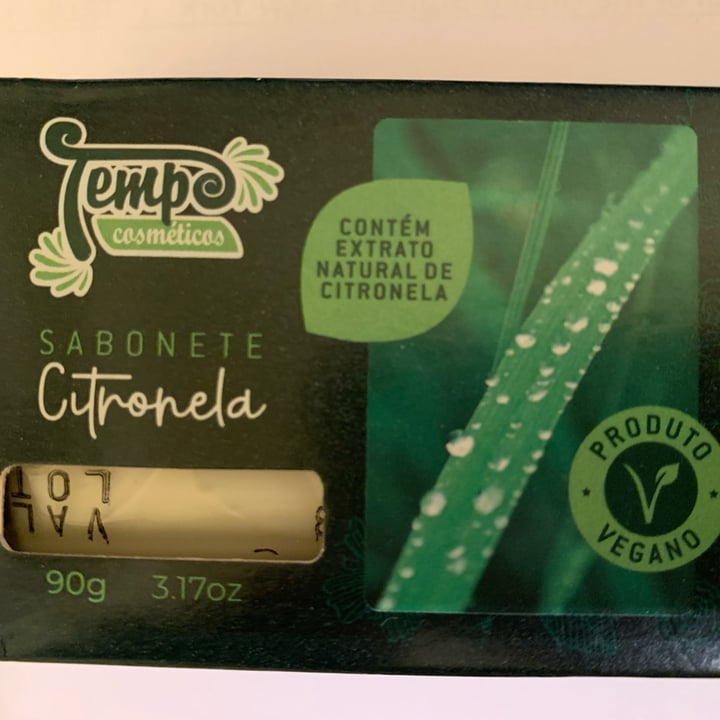 Tempo
cosméticos
CONTÉM
EXTRATO
NATURAL DE
CITRONELA
SABONETE
Citronela
LOT
VAL
90g 3.17oz
PRODUTO
VEGANO